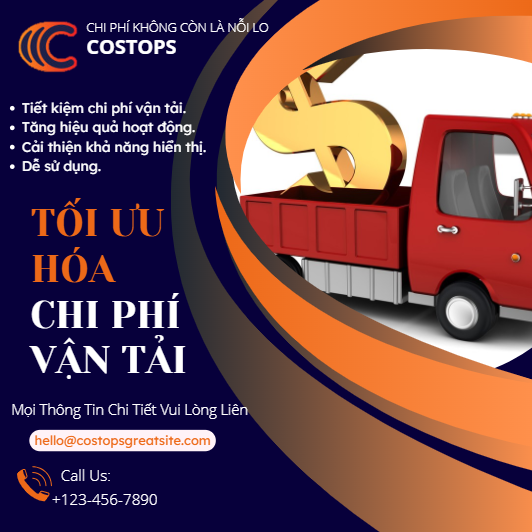 CHI PHÍ KHÔNG CÒN LÀ NỖI LO
COSTOPS
• Tiết kiệm chi phí vận tải.
• Tăng hiệu quả hoạt động.
• Cải thiện khả năng hiển thị.
• Dễ sử dụng.
TỐI ƯU
HÓA
CHI PHÍ
VẬN TẢI
Mọi Thông Tin Chi Tiết Vui Lòng Liên
hello@costopsgreatsite.com
Call Us:
+123-456-7890